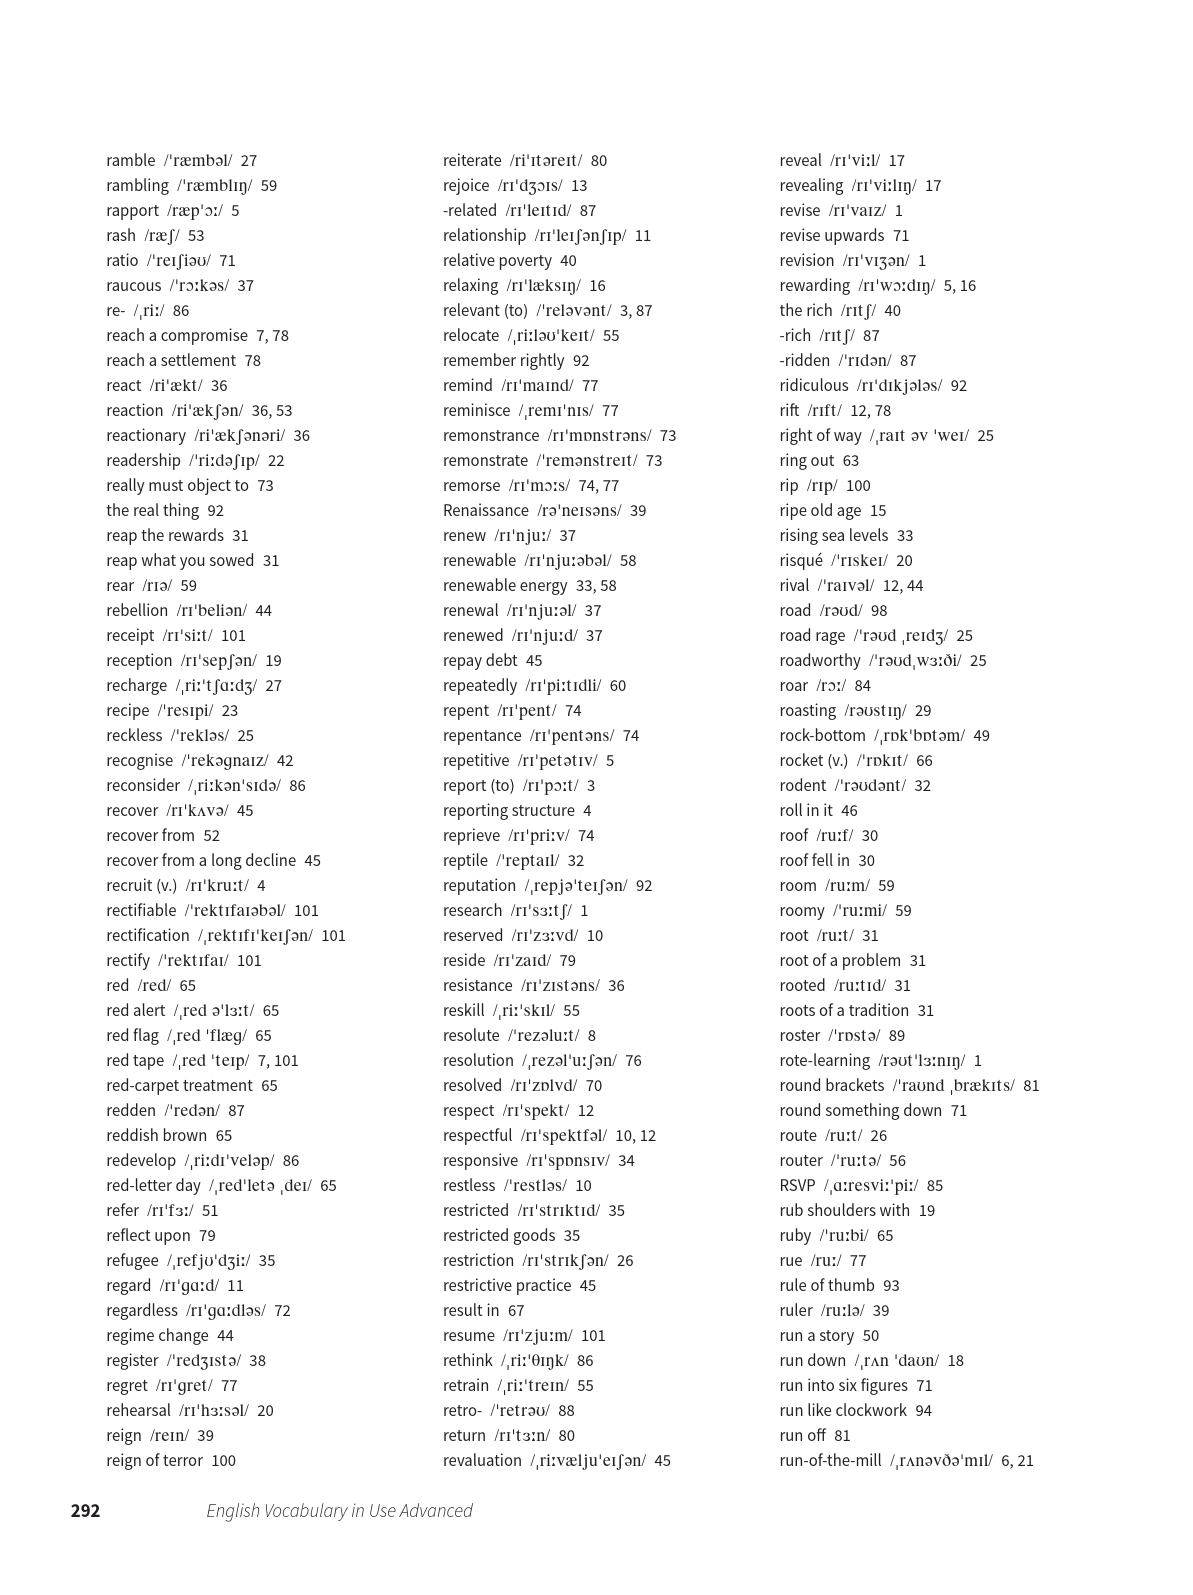 ramble /ˈræmbəl/ 27
rambling /ˈræmblɪŋ/ 59
rapport /ræpˈɔː/ 5
rash /ræʃ/ 53
ratio /ˈreɪʃiəʊ/ 71
raucous /ˈrɔːkəs/ 37
re- /ˌriː/ 86
reach a compromise 7, 78
reach a settlement 78
react /riˈækt/ 36
reaction /riˈækʃən/ 36, 53
reactionary /riˈækʃənəri/ 36
readership /ˈriːdəʃɪp/ 22
really must object to 73
the real thing 92
reap the rewards 31
reap what you sowed 31
rear /rɪə/ 59
rebellion /rɪˈbeliən/ 44
receipt /rɪˈsiːt/ 101
reception /rɪˈsepʃən/ 19
recharge /ˌriːˈtʃɑːdʒ/ 27
recipe /ˈresɪpi/ 23
reckless /ˈrekləs/ 25
recognise /ˈrekəgnaɪz/ 42
reconsider /ˌriːkənˈsɪdə/ 86
recover /rɪˈkʌvə/ 45
recover from 52
recover from a long decline 45
recruit (v.) /rɪˈkruːt/ 4
rectifiable /ˈrektɪfaɪəbəl/ 101
rectification /ˌrektɪfɪˈkeɪʃən/ 101
rectify /ˈrektɪfaɪ/ 101
red /red/ 65
red alert /ˌred əˈlɜːt/ 65
red flag /ˌred ˈflæg/ 65
red tape /ˌred ˈteɪp/ 7, 101
red-carpet treatment 65
redden /ˈredən/ 87
reddish brown 65
redevelop /ˌriːdɪˈveləp/ 86
red-letter day /ˌredˈletə ˌdeɪ/ 65
refer /rɪˈfɜː/ 51
reflect upon 79
refugee /ˌrefjʊˈdʒiː/ 35
regard /rɪˈgɑːd/ 11
regardless /rɪˈgɑːdləs/ 72
regime change 44
register /ˈredʒɪstə/ 38
regret /rɪˈgret/ 77
rehearsal /rɪˈhɜːsəl/ 20
reign /reɪn/ 39
reign of terror 100
reiterate /riˈɪtəreɪt/ 80
rejoice /rɪˈdʒɔɪs/ 13
-related /rɪˈleɪtɪd/ 87
relationship /rɪˈleɪʃənʃɪp/ 11
relative poverty 40
relaxing /rɪˈlæksɪŋ/ 16
relevant (to) /ˈreləvənt/ 3, 87
relocate /ˌriːləʊˈkeɪt/ 55
remember rightly 92
remind /rɪˈmaɪnd/ 77
reminisce /ˌremɪˈnɪs/ 77
remonstrance /rɪˈmɒnstrəns/ 73
remonstrate /ˈremənstreɪt/ 73
remorse /rɪˈmɔːs/ 74, 77
Renaissance /rəˈneɪsəns/ 39
renew /rɪˈnjuː/ 37
renewable /rɪˈnjuːəbəl/ 58
renewable energy 33, 58
renewal /rɪˈnjuːəl/ 37
renewed /rɪˈnjuːd/ 37
repay debt 45
repeatedly /rɪˈpiːtɪdli/ 60
repent /rɪˈpent/ 74
repentance /rɪˈpentəns/ 74
repetitive /rɪˈpetətɪv/ 5
report (to) /rɪˈpɔːt/ 3
reporting structure 4
reprieve /rɪˈpriːv/ 74
reptile /ˈreptaɪl/ 32
reputation /ˌrepjəˈteɪʃən/ 92
research /rɪˈsɜːtʃ/ 1
reserved /rɪˈzɜːvd/ 10
reside /rɪˈzaɪd/ 79
resistance /rɪˈzɪstəns/ 36
reskill /ˌriːˈskɪl/ 55
resolute /ˈrezəluːt/ 8
resolution /ˌrezəlˈuːʃən/ 76
resolved /rɪˈzɒlvd/ 70
respect /rɪˈspekt/ 12
respectful /rɪˈspektfəl/ 10, 12
responsive /rɪˈspɒnsɪv/ 34
restless /ˈrestləs/ 10
restricted /rɪˈstrɪktɪd/ 35
restricted goods 35
restriction /rɪˈstrɪkʃən/ 26
restrictive practice 45
result in 67
resume /rɪˈzjuːm/ 101
rethink /ˌriːˈθɪŋk/ 86
retrain /ˌriːˈtreɪn/ 55
retro- /ˈretrəʊ/ 88
return /rɪˈtɜːn/ 80
revaluation /ˌriːvæljuˈeɪʃən/ 45
reveal /rɪˈviːl/ 17
revealing /rɪˈviːlɪŋ/ 17
revise /rɪˈvaɪz/ 1
revise upwards 71
revision /rɪˈvɪʒən/ 1
rewarding /rɪˈwɔːdɪŋ/ 5, 16
the rich /rɪtʃ/ 40
-rich /rɪtʃ/ 87
-ridden /ˈrɪdən/ 87
ridiculous /rɪˈdɪkjələs/ 92
rift /rɪft/ 12, 78
right of way /ˌraɪt əv ˈweɪ/ 25
ring out 63
rip /rɪp/ 100
ripe old age 15
rising sea levels 33
risqué /ˈrɪskeɪ/ 20
rival /ˈraɪvəl/ 12, 44
road /rəʊd/ 98
road rage /ˈrəʊd ˌreɪdʒ/ 25
roadworthy /ˈrəʊdˌwɜːði/ 25
roar /rɔː/ 84
roasting /rəʊstɪŋ/ 29
rock-bottom /ˌrɒkˈbɒtəm/ 49
rocket (v.) /ˈrɒkɪt/ 66
rodent /ˈrəʊdənt/ 32
roll in it 46
roof /ruːf/ 30
roof fell in 30
room /ruːm/ 59
roomy /ˈruːmi/ 59
root /ruːt/ 31
root of a problem 31
rooted /ruːtɪd/ 31
roots of a tradition 31
roster /ˈrɒstə/ 89
rote-learning /rəʊtˈlɜːnɪŋ/ 1
round brackets /ˈraʊnd ˌbrækɪts/ 81
round something down 71
route /ruːt/ 26
router /ˈruːtə/ 56
RSVP /ˌɑːresviːˈpiː/ 85
rub shoulders with 19
ruby /ˈruːbi/ 65
rue /ruː/ 77
rule of thumb 93
ruler /ruːlə/ 39
run a story 50
run down /ˌrʌn ˈdaʊn/ 18
run into six figures 71
run like clockwork 94
run off 81
run-of-the-mill /ˌrʌnəvðəˈmɪl/ 6, 21
292 English Vocabulary in Use Advanced